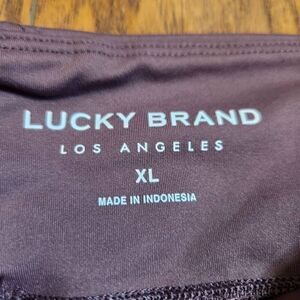 LUCKY BRAND
LOS ANGELES
XL
MADE IN INDONESIA